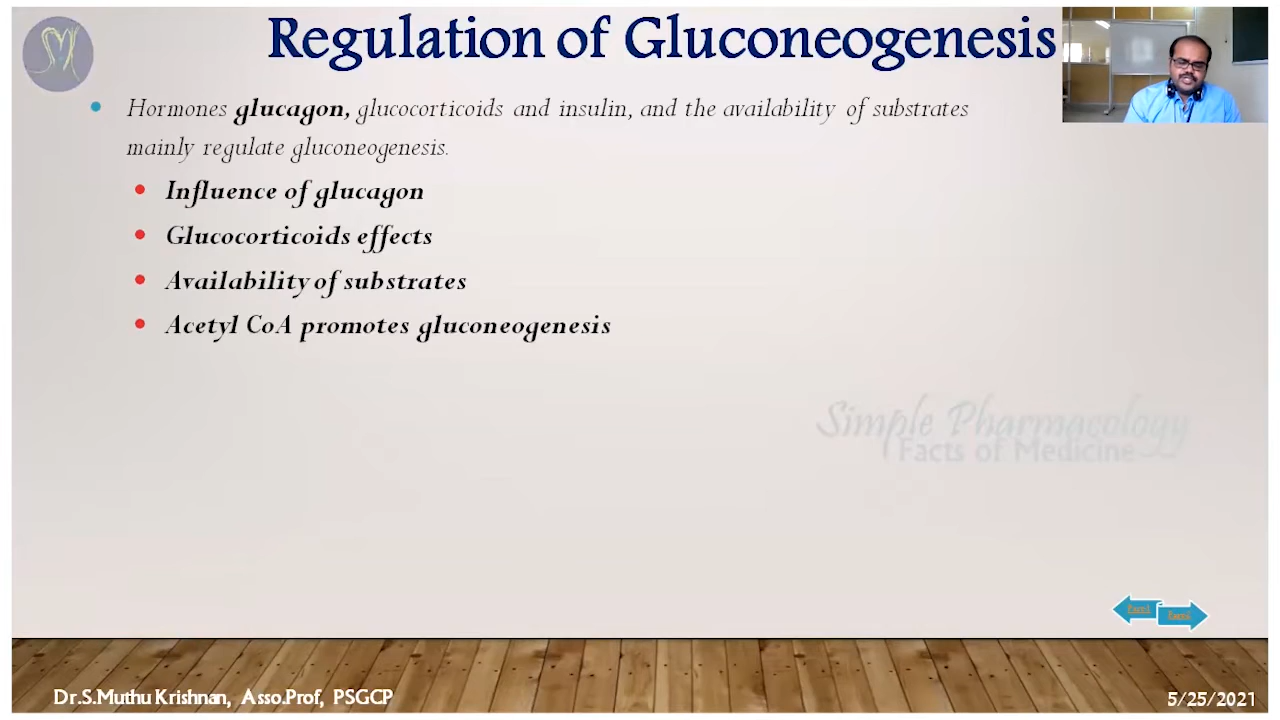 Regulation of Gluconeogenesis
Hormones glucagon, glucocorticoids and insulin, and the availability of substrates
mainly regulate gluconeogenesis.
Influence of glucagon
Glucocorticoids effects
Availability of substrates
Acetyl CoA promotes gluconeogenesis
Simple Pharmacology
Facts of Medicine
Dr.S.Muthu Krishnan, Asso.Prof, PSGCP
5/25/2021